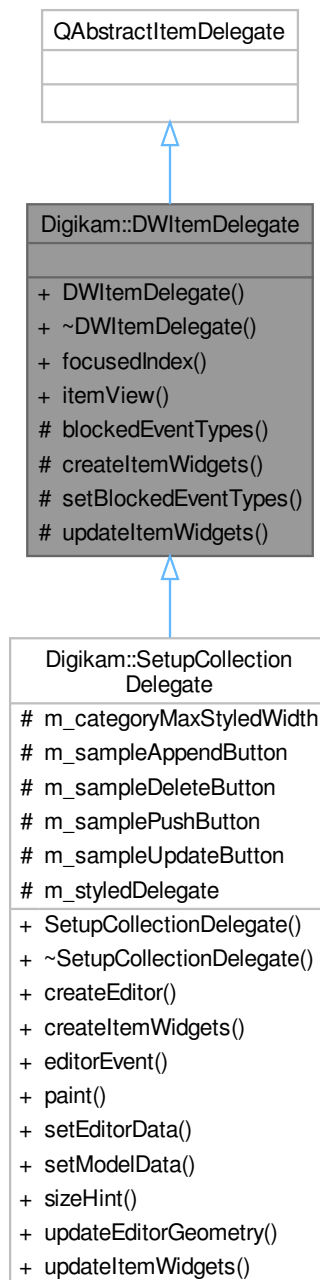 QAbstractItemDelegate
Digikam::DWItemDelegate
+ DWItemDelegate()
+ ~DWItemDelegate()
+ focusedIndex()
+ itemView()
# blockedEventTypes()
# createItemWidgets()
# setBlockedEventTypes()
# updateItemWidgets()
Digikam::SetupCollection
Delegate
# m_categoryMaxStyledWidth
# m_sampleAppendButton
# m_sampleDeleteButton
# m_samplePushButton
# m_sampleUpdateButton
# m_styledDelegate
+ SetupCollectionDelegate()
+ ~SetupCollectionDelegate()
+ createEditor()
+ createItemWidgets()
+ editorEvent()
+ paint()
+ setEditorData()
+ setModelData()
+ sizeHint()
+ updateEditorGeometry()
+ updateItemWidgets()